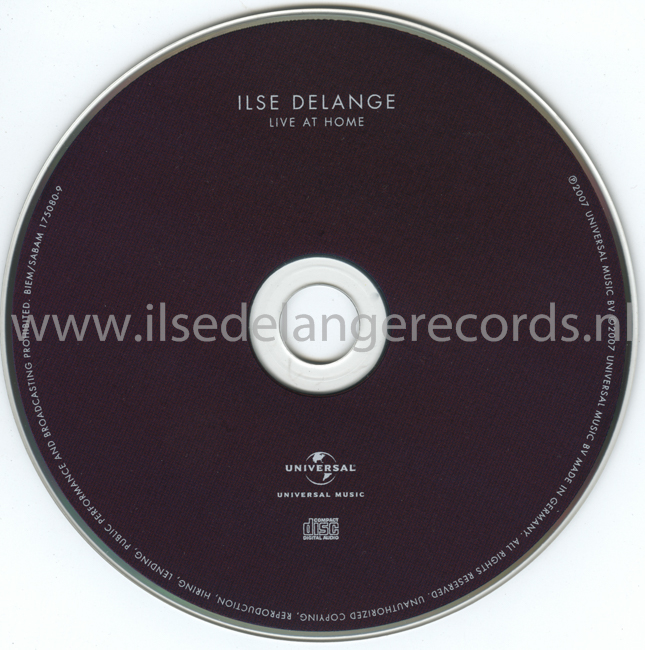 ILSE DELANGE
LIVE AT HOME
℗2007 UNIVERSAL MUSIC BV ©2007 UNIVERSAL MUSIC BV MADE IN GERMANY. ALL RIGHTS RESERVED. UNAUTHORIZED COPYING, REPRODUCTION, HIRING, LENDING, PUBLIC PERFORMANCE AND BROADCASTING PROHIBITED. BIEM/SABAM 175080-9
www.ilsedelangerecords.nl
UNIVERSAL
UNIVERSAL MUSIC
COMPACT
disc
DIGITAL AUDIO